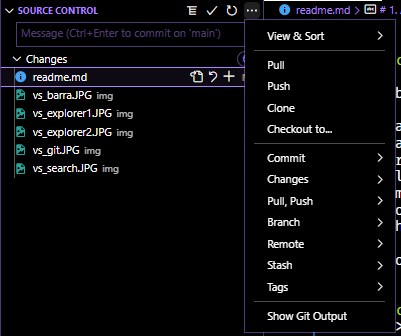 SOURCE CONTROL
Message (Ctrl+Enter to commit on 'main')
Changes
readme.md
vs_barra.JPG img
vs_explorer1.JPG img
vs_explorer2.JPG img
vs_git.JPG img
vs_search.JPG img
readme.md > abc # 1.
View & Sort
Pull
Push
Clone
Checkout to...
Commit
Changes
Pull, Push
Branch
Remote
Stash
Tags
Show Git Output